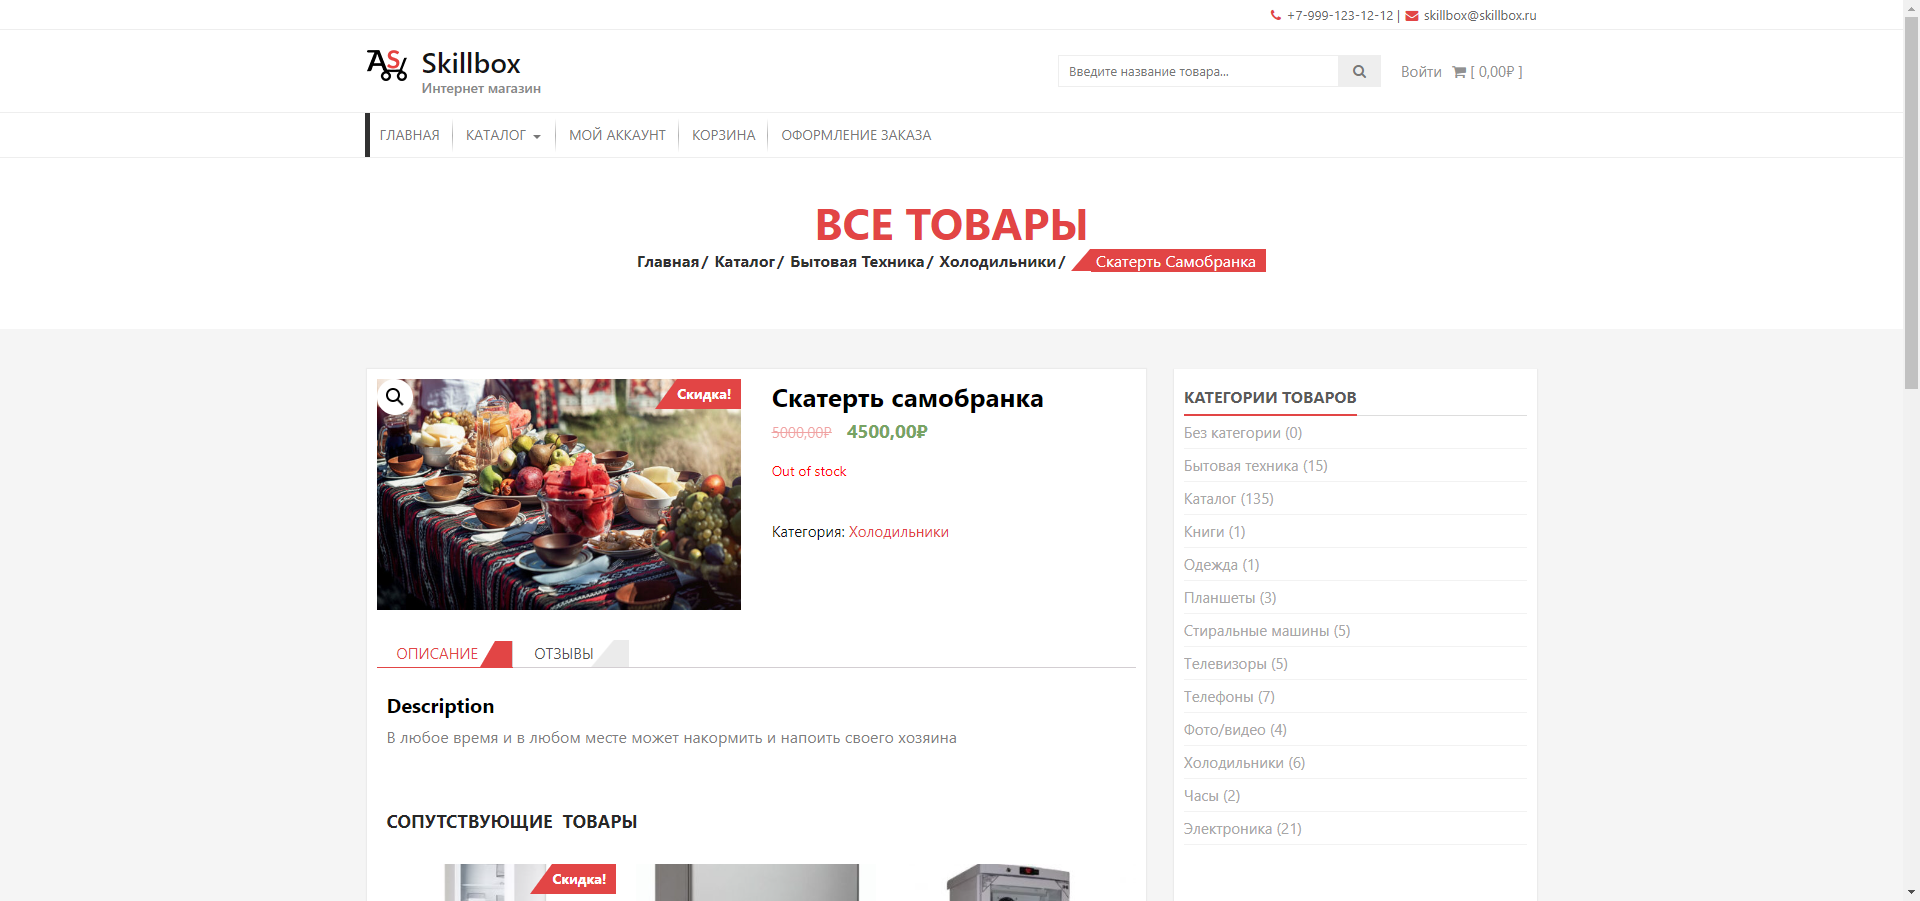 +7-999-123-12-12 | skillbox@skillbox.ru
AS
Skillbox
Интернет магазин
Введите название товара...
Войти [ 0,00₽ ]
ГЛАВНАЯ КАТАЛОГ МОЙ АККАУНТ КОРЗИНА ОФОРМЛЕНИЕ ЗАКАЗА
ВСЕ ТОВАРЫ
Главная/ Каталог/ Бытовая Техника/ Холодильники/ Скатерть Самобранка
Скидка!
Скатерть самобранка
5000,00₽ 4500,00₽
Out of stock
Категория: Холодильники
ОПИСАНИЕ ОТЗЫВЫ
Description
В любое время и в любом месте может накормить и напоить своего хозяина
СОПУТСТВУЮЩИЕ ТОВАРЫ
Скидка!
КАТЕГОРИИ ТОВАРОВ
Без категории (0)
Бытовая техника (15)
Каталог (135)
Книги (1)
Одежда (1)
Планшеты (3)
Стиральные машины (5)
Телевизоры (5)
Телефоны (7)
Фото/видео (4)
Холодильники (6)
Часы (2)
Электроника (21)